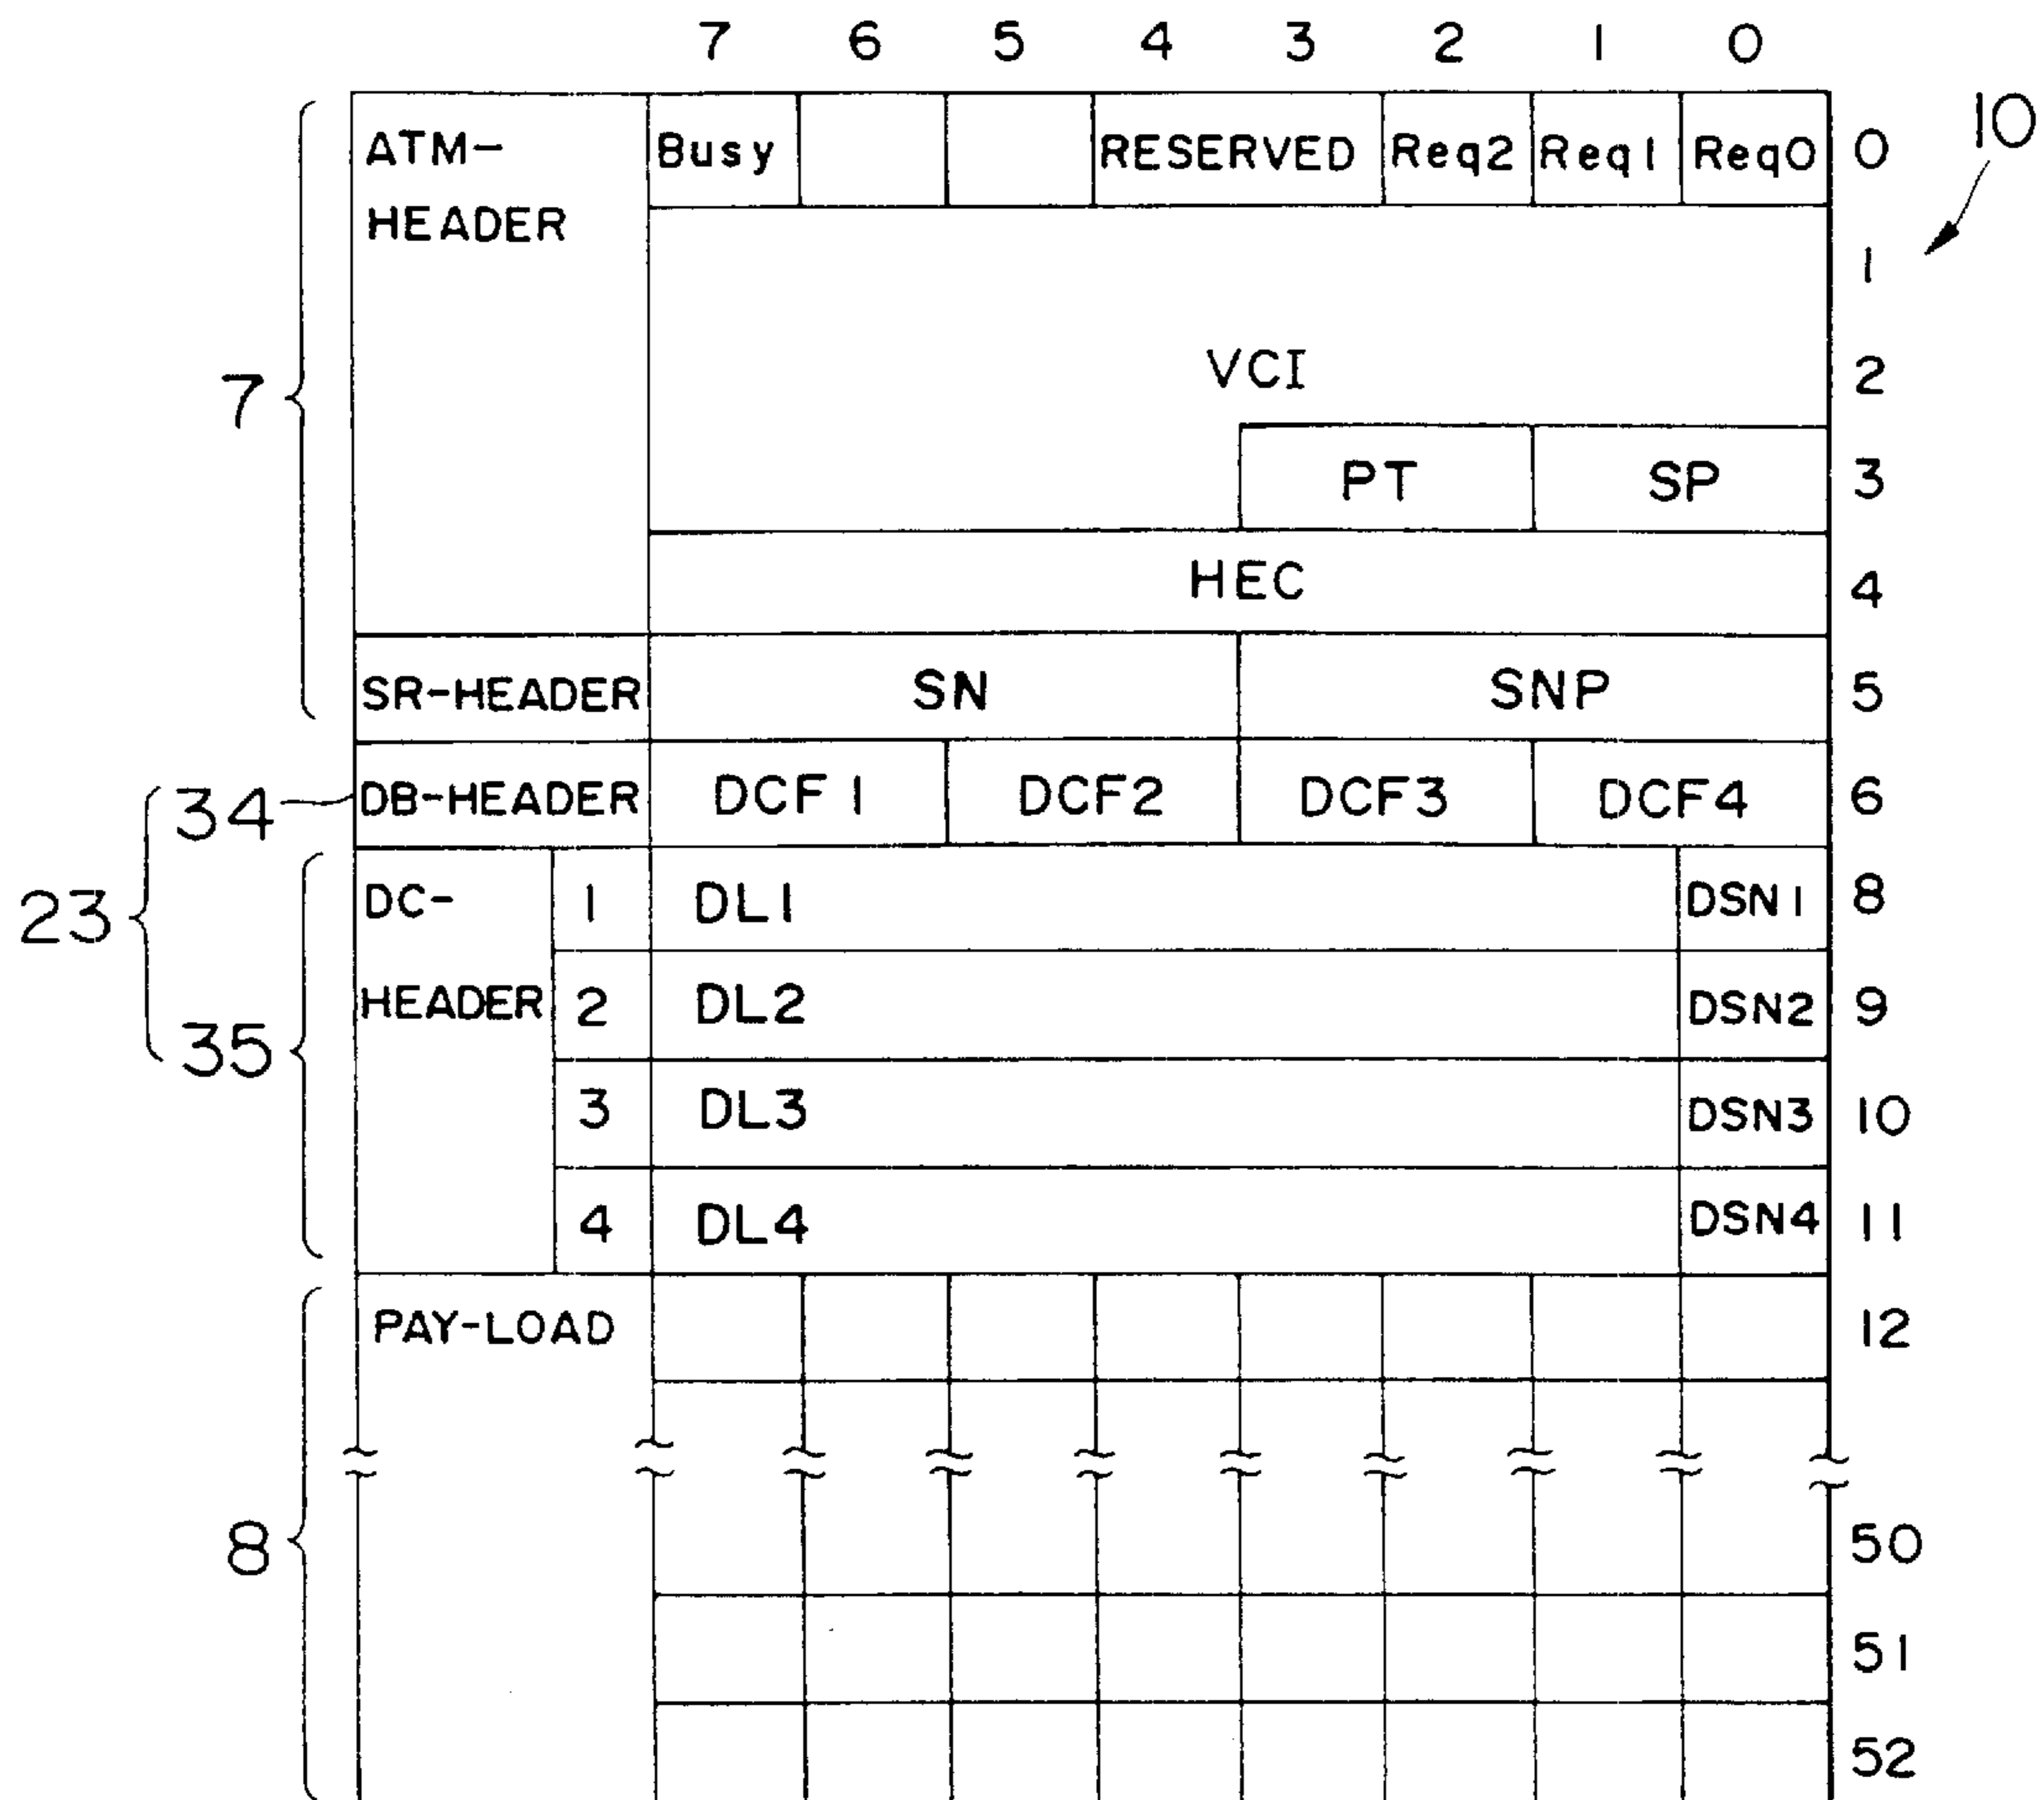 7 6 5 4 3 2 1 0
ATM- Busy RESERVED Req2 Req1 Req0 0 10
HEADER
1
7 VCI 2
PT SP 3
HEC 4
SR-HEADER SN SNP 5
34 DB-HEADER DCF1 DCF2 DCF3 DCF4 6
23 DC- 1 DL1 DSN1 8
HEADER 2 DL2 DSN2 9
35 3 DL3 DSN3 10
4 DL4 DSN4 11
PAY-LOAD 12
8 50
51
52